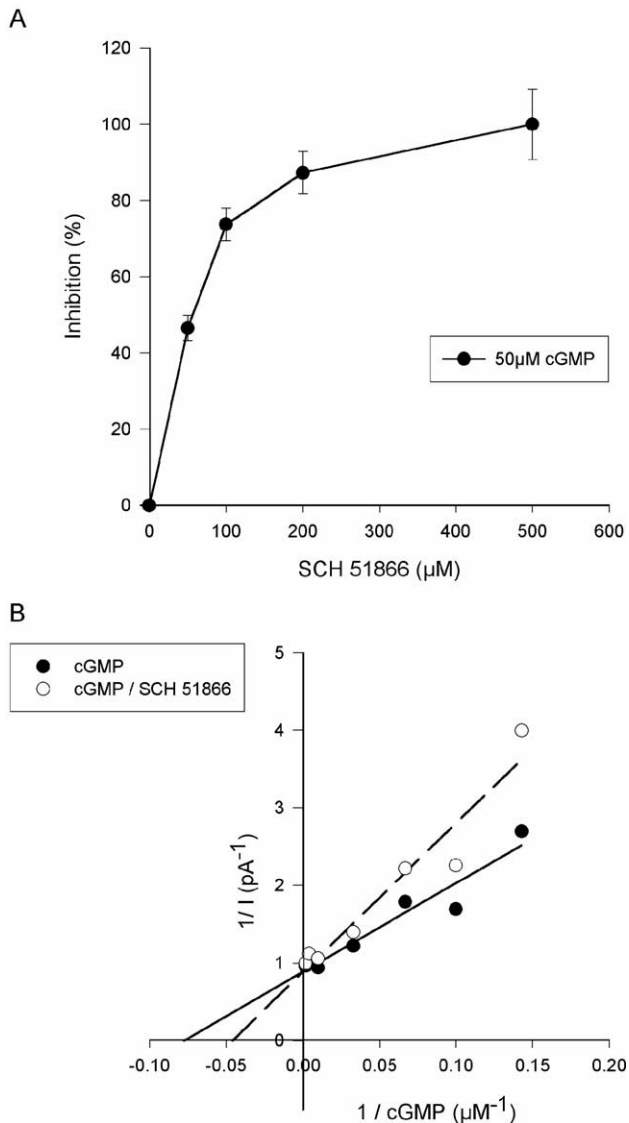 A
120
100
80
60
40
20
0
Inhibition (%)
50µM cGMP
0 100 200 300 400 500 600
SCH 51866 (µM)
B
cGMP
cGMP / SCH 51866
5
4
3
2
1
0
1/ I (pA⁻¹)
-0.10 -0.05 0.00 0.05 0.10 0.15 0.20
1 / cGMP (µM⁻¹)